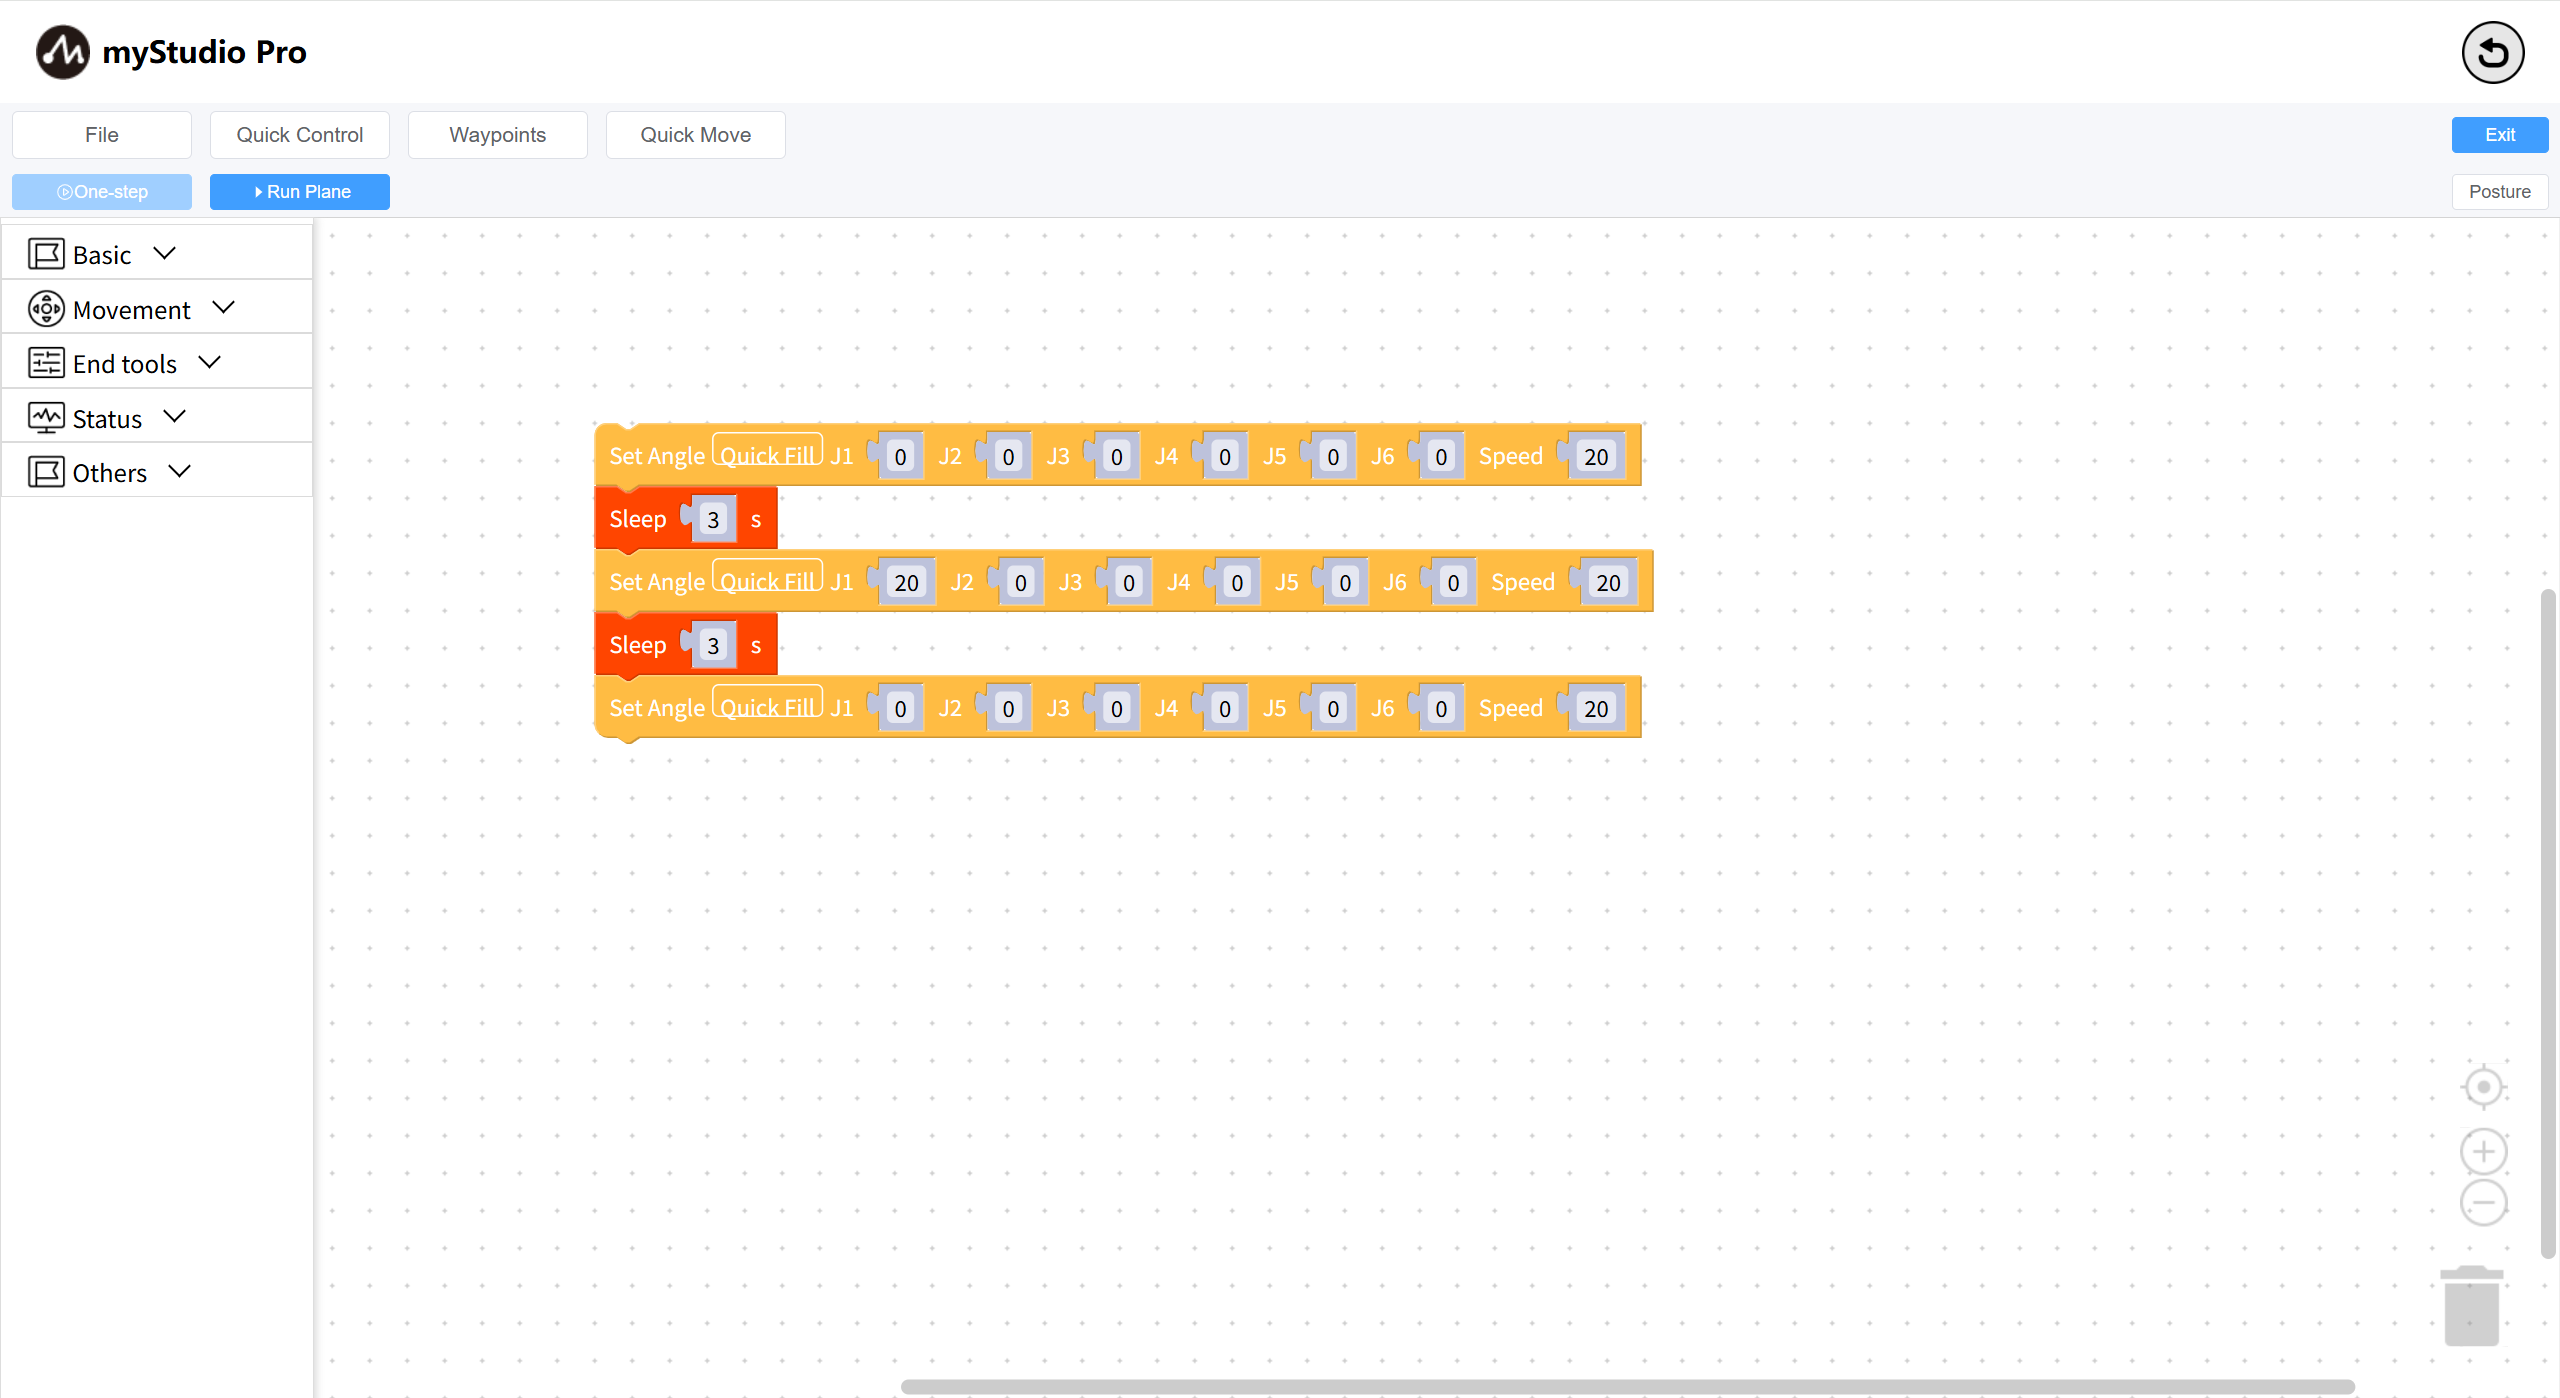 myStudio Pro
File Quick Control Waypoints Quick Move Exit
One-step Run Plane Posture
Basic
Movement
End tools
Status
Others
Set Angle Quick Fill J1 0 J2 0 J3 0 J4 0 J5 0 J6 0 Speed 20
Sleep 3 s
Set Angle Quick Fill J1 20 J2 0 J3 0 J4 0 J5 0 J6 0 Speed 20
Sleep 3 s
Set Angle Quick Fill J1 0 J2 0 J3 0 J4 0 J5 0 J6 0 Speed 20